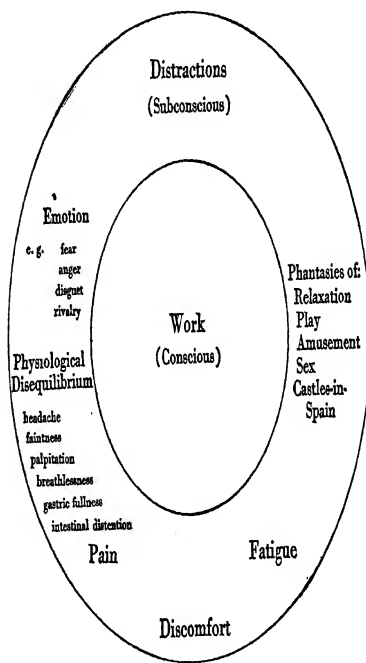 Distractions
(Subconscious)
Emotion
e. g. fear
anger
disgust
rivalry
Physiological
Disequilibrium
headache
faintness
palpitation
breathlessness
gastric fullness
intestinal distention
Pain
Work
(Conscious)
Phantasies of:
Relaxation
Play
Amusement
Sex
Castles-in-
Spain
Fatigue
Discomfort